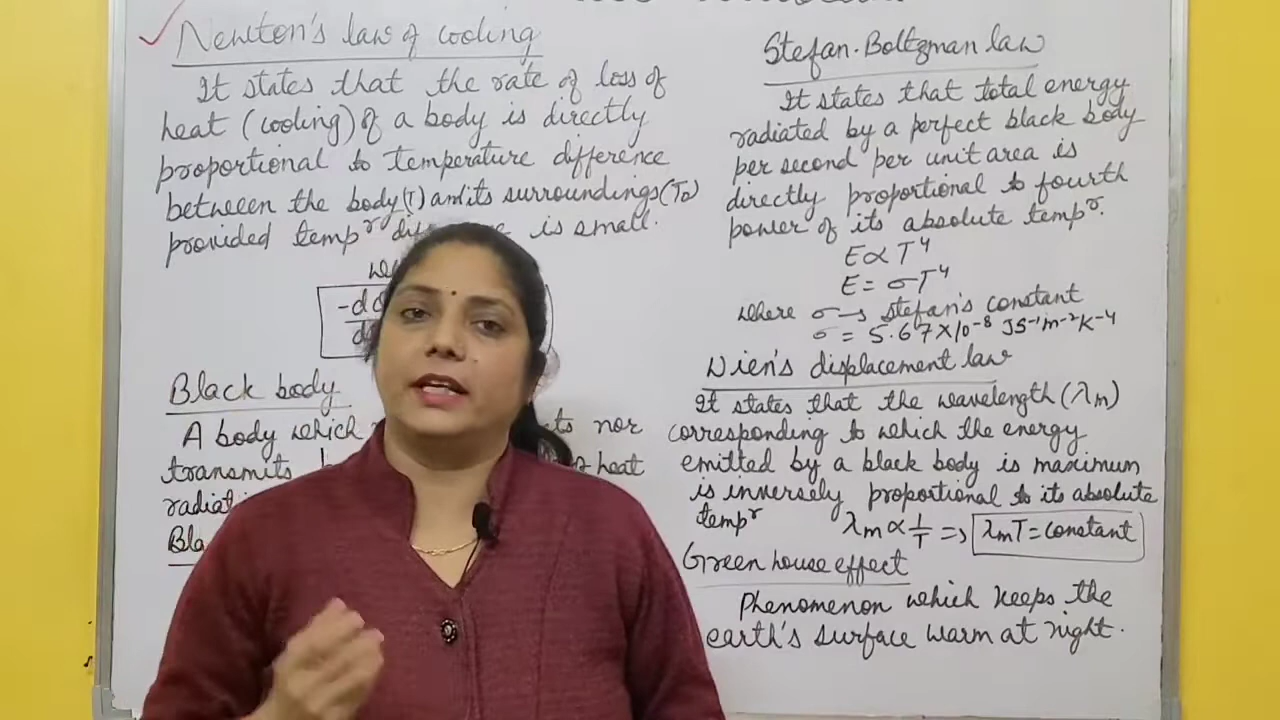 Newton's law of cooling
It states that the rate of loss of
heat (cooling) of a body is directly
proportional to temperature difference
between the body(T) and its surroundings(To)
provided temp^r is small.
-d
Black body
A body which nor
transmits heat
Stefan-Boltzman law
It states that total energy
radiated by a perfect black body
per second per unit area is
directly proportional to fourth
power of its absolute temp^r.
E∝T⁴
E = σT⁴
where σ → stefan's constant
σ = 5.67×10⁻⁸ JS⁻¹m⁻²K⁻⁴
Wien's displacement law
It states that the wavelength (λm)
corresponding to which the energy
emitted by a black body is maximum
is inversely proportional to its absolute
temp^r λm ∝ 1/T => λmT = constant
Green house effect
Phenomenon which keeps the
earth's surface warm at night.